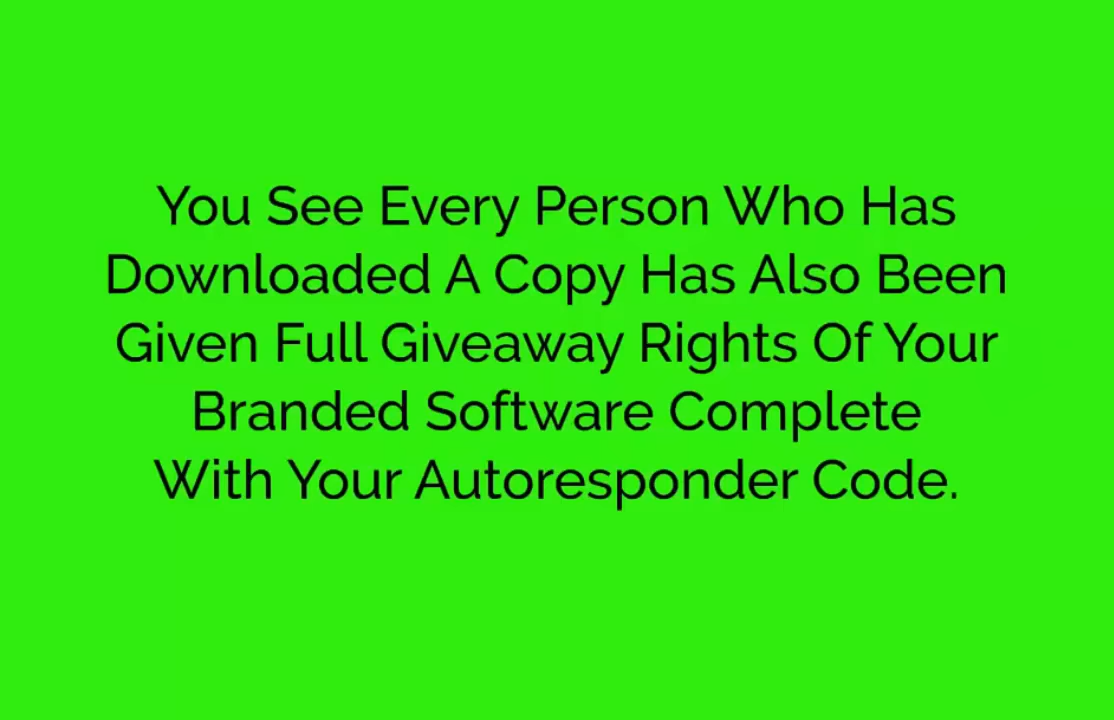 You See Every Person Who Has
Downloaded A Copy Has Also Been
Given Full Giveaway Rights Of Your
Branded Software Complete
With Your Autoresponder Code.